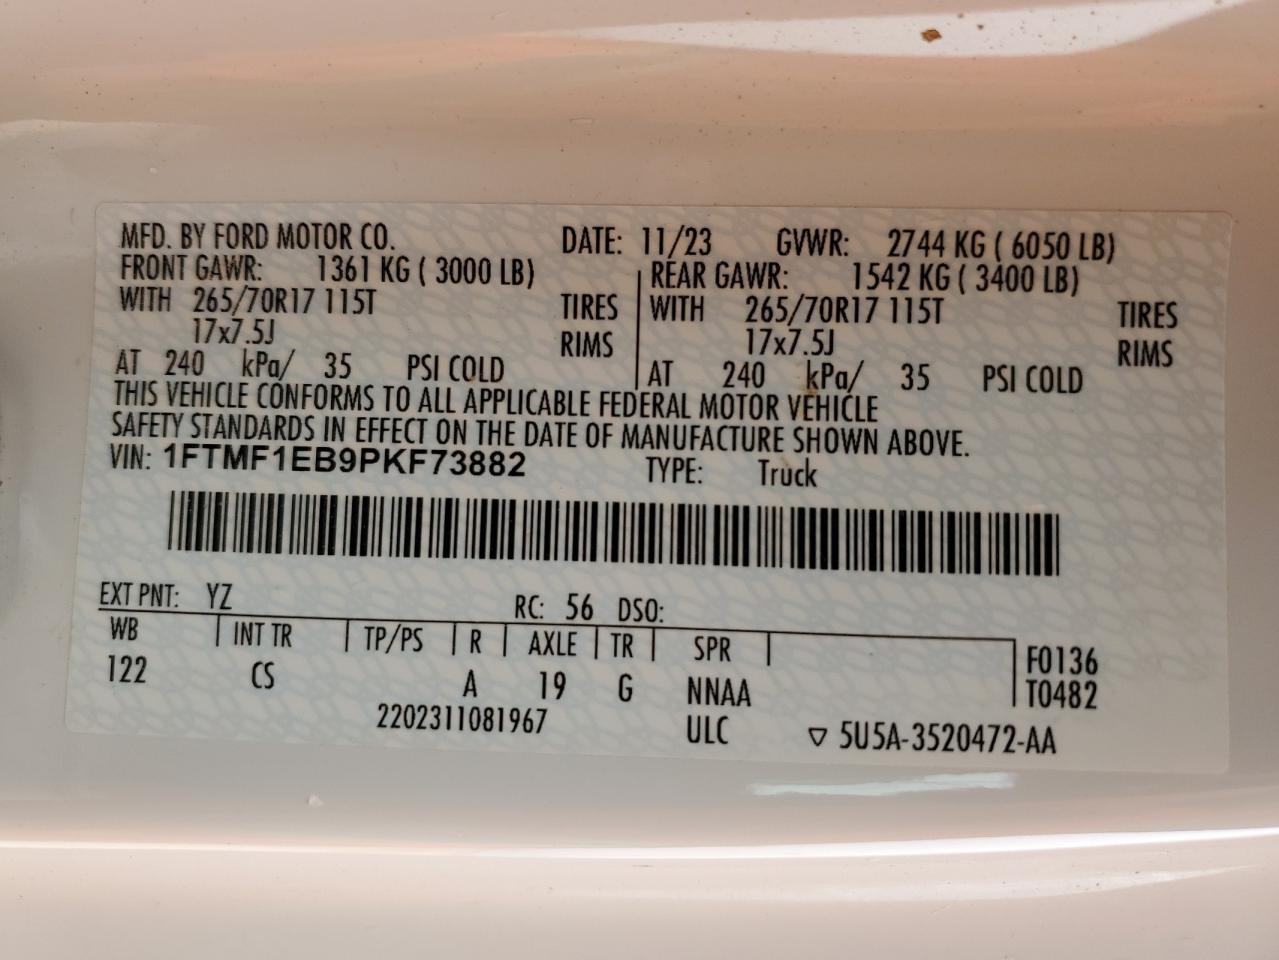 MFD. BY FORD MOTOR CO. DATE: 11/23 GVWR: 2744 KG ( 6050 LB)
FRONT GAWR: 1361 KG ( 3000 LB) REAR GAWR: 1542 KG ( 3400 LB)
WITH 265/70R17 115T TIRES WITH 265/70R17 115T TIRES
17x7.5J RIMS 17x7.5J RIMS
AT 240 kPa/ 35 PSI COLD AT 240 kPa/ 35 PSI COLD
THIS VEHICLE CONFORMS TO ALL APPLICABLE FEDERAL MOTOR VEHICLE
SAFETY STANDARDS IN EFFECT ON THE DATE OF MANUFACTURE SHOWN ABOVE.
VIN: 1FTMF1EB9PKF73882 TYPE: Truck
EXT PNT: YZ RC: 56 DSO:
WB INT TR TP/PS R AXLE TR SPR F0136
122 CS A 19 G NNAA T0482
2202311081967 ULC ▽ 5U5A-3520472-AA